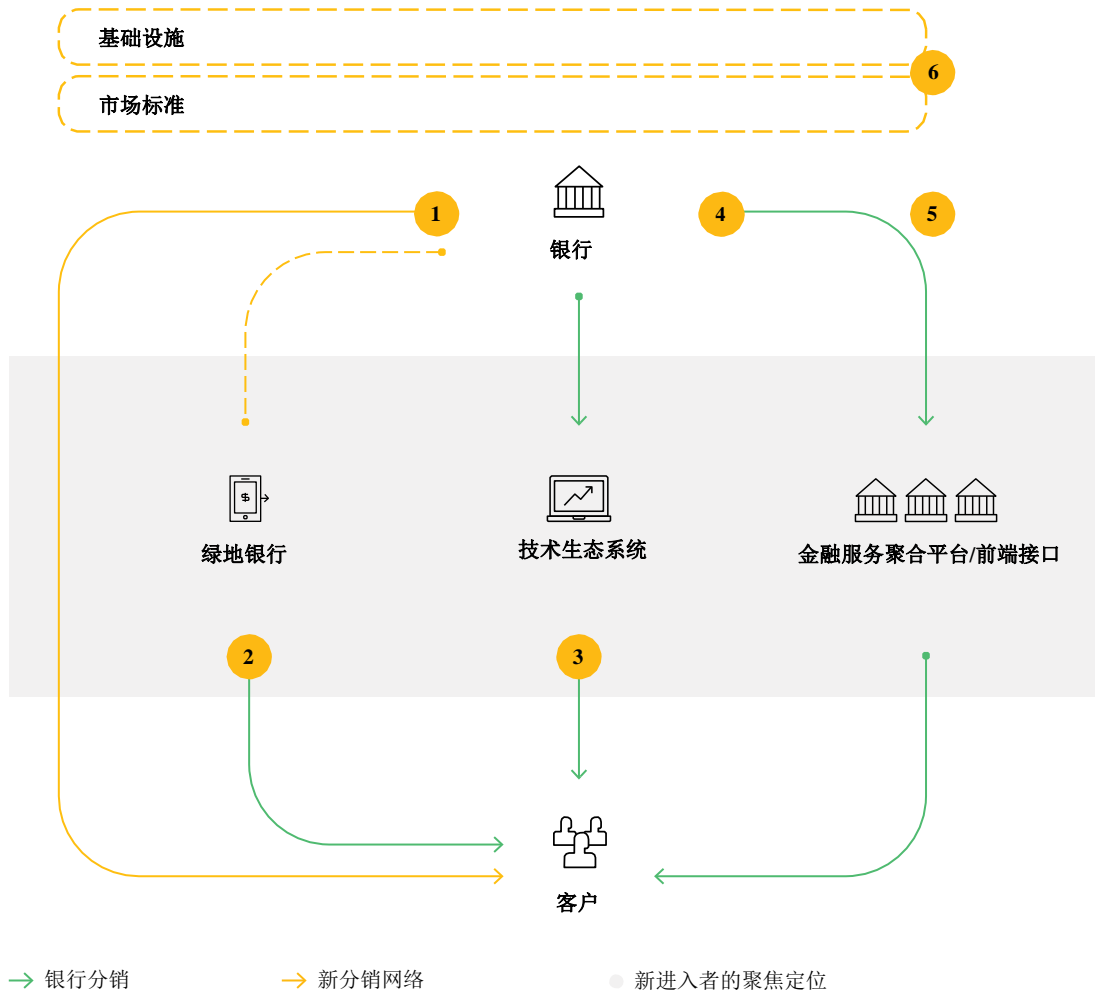 基础设施
6
市场标准
1
4
5
银行
$
绿地银行
技术生态系统
金融服务聚合平台/前端接口
2
3
客户
银行分销
新分销网络
新进入者的聚焦定位